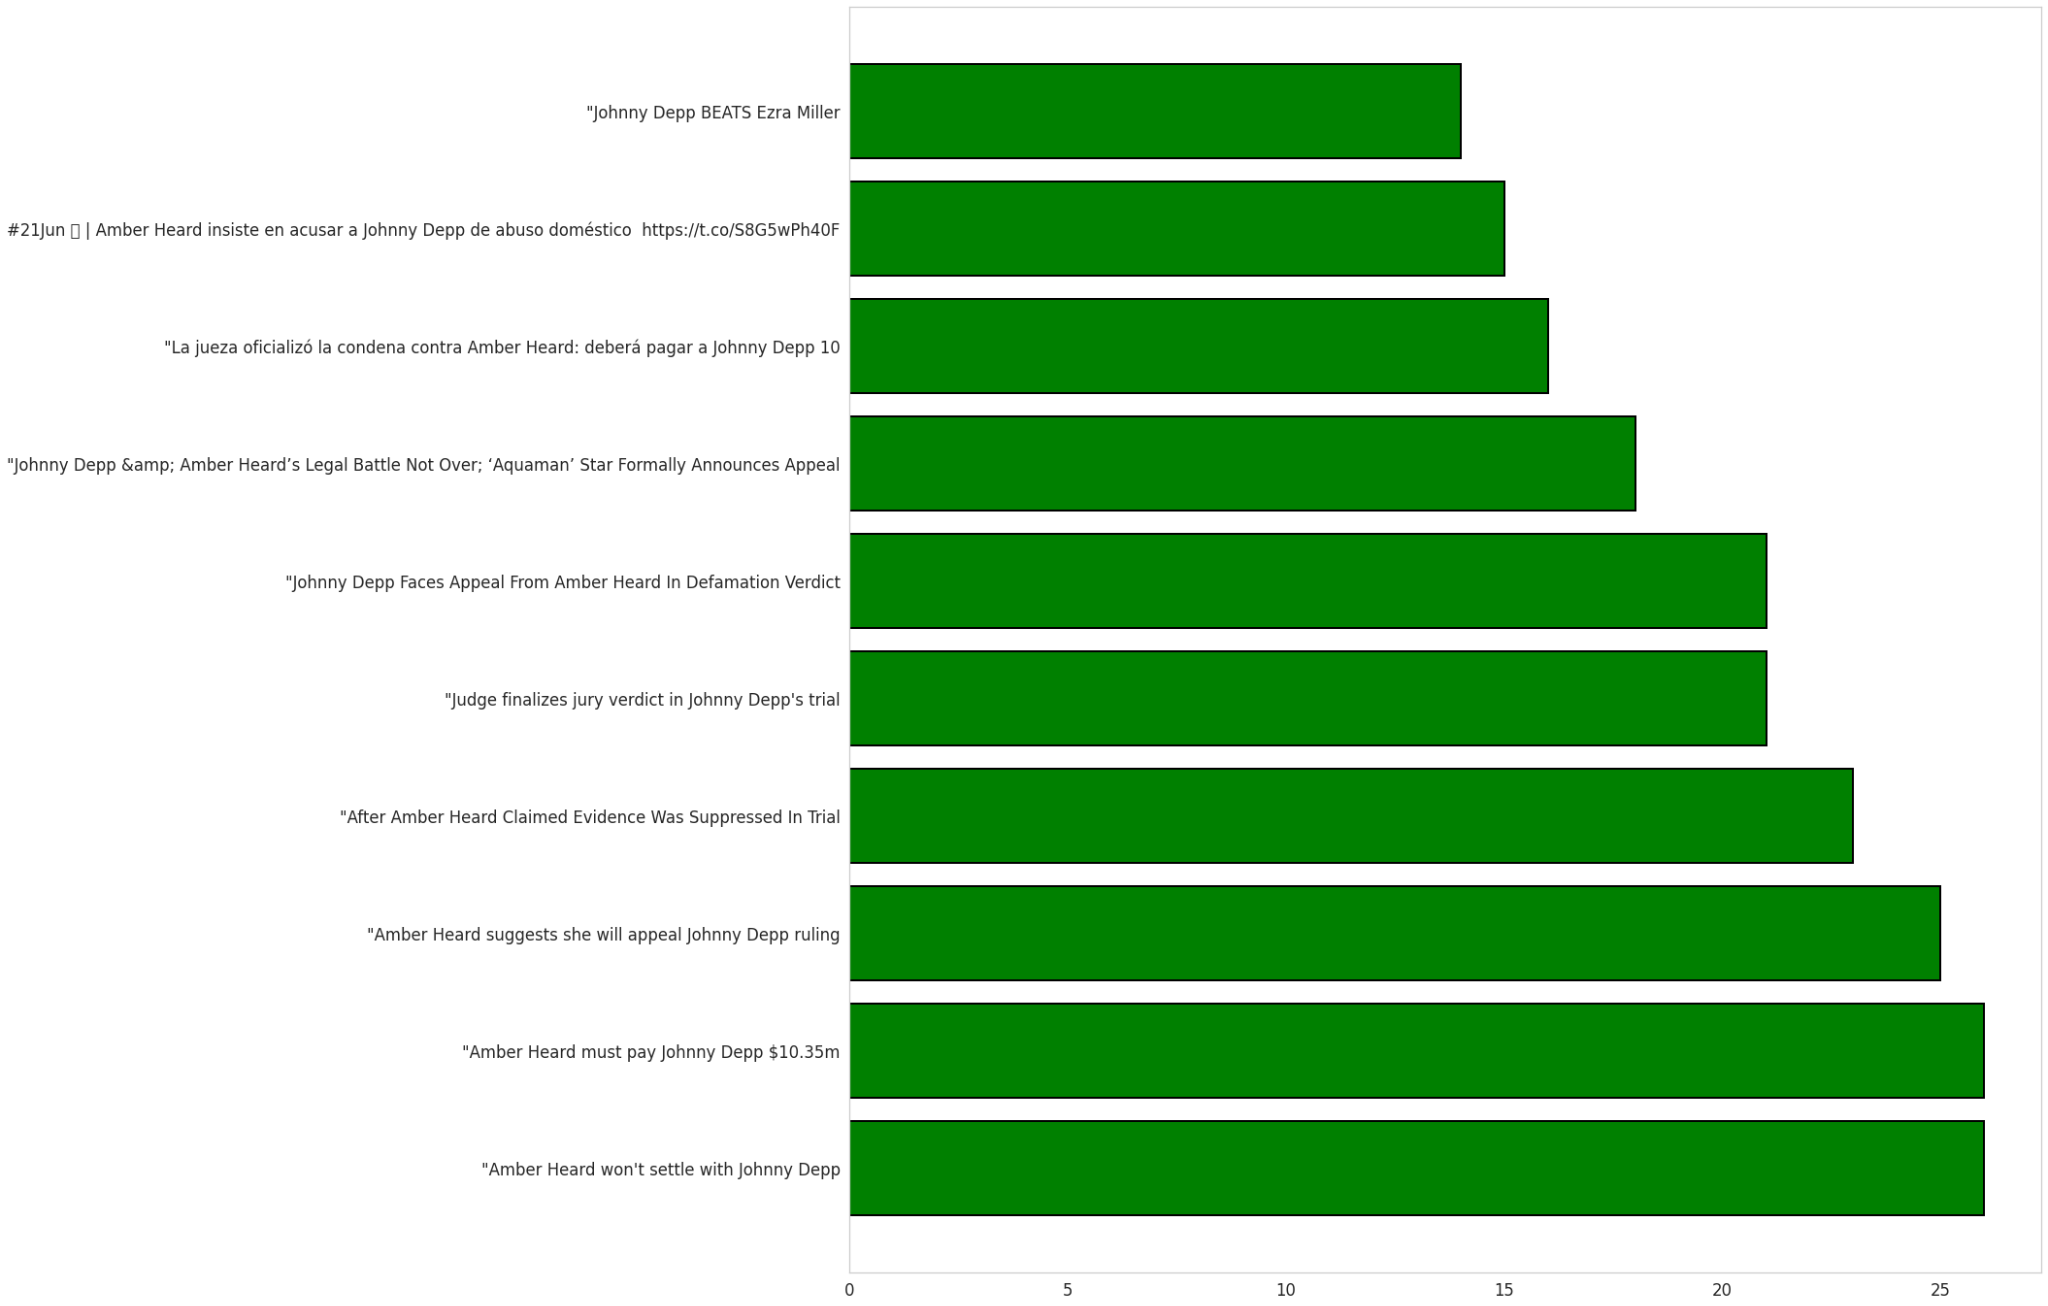 "Johnny Depp BEATS Ezra Miller
#21Jun ▯ | Amber Heard insiste en acusar a Johnny Depp de abuso doméstico  https://t.co/S8G5wPh40F
"La jueza oficializó la condena contra Amber Heard: deberá pagar a Johnny Depp 10
"Johnny Depp &amp; Amber Heard’s Legal Battle Not Over; ‘Aquaman’ Star Formally Announces Appeal
"Johnny Depp Faces Appeal From Amber Heard In Defamation Verdict
"Judge finalizes jury verdict in Johnny Depp's trial
"After Amber Heard Claimed Evidence Was Suppressed In Trial
"Amber Heard suggests she will appeal Johnny Depp ruling
"Amber Heard must pay Johnny Depp $10.35m
"Amber Heard won't settle with Johnny Depp
0 5 10 15 20 25